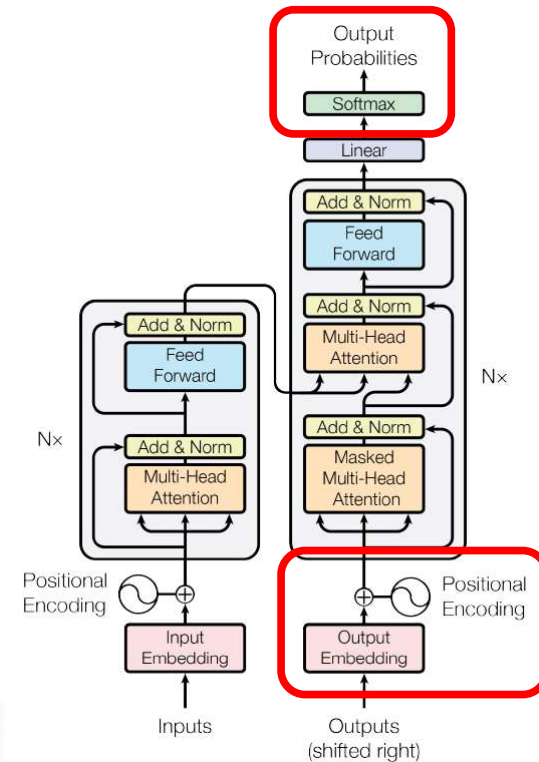 Output
Probabilities
Softmax
Linear
Add & Norm
Feed
Forward
Add & Norm
Multi-Head
Attention
Add & Norm
Masked
Multi-Head
Attention
Nx
Positional
Encoding
Output
Embedding
Outputs
(shifted right)
Add & Norm
Feed
Forward
Nx
Add & Norm
Multi-Head
Attention
Positional
Encoding
Input
Embedding
Inputs